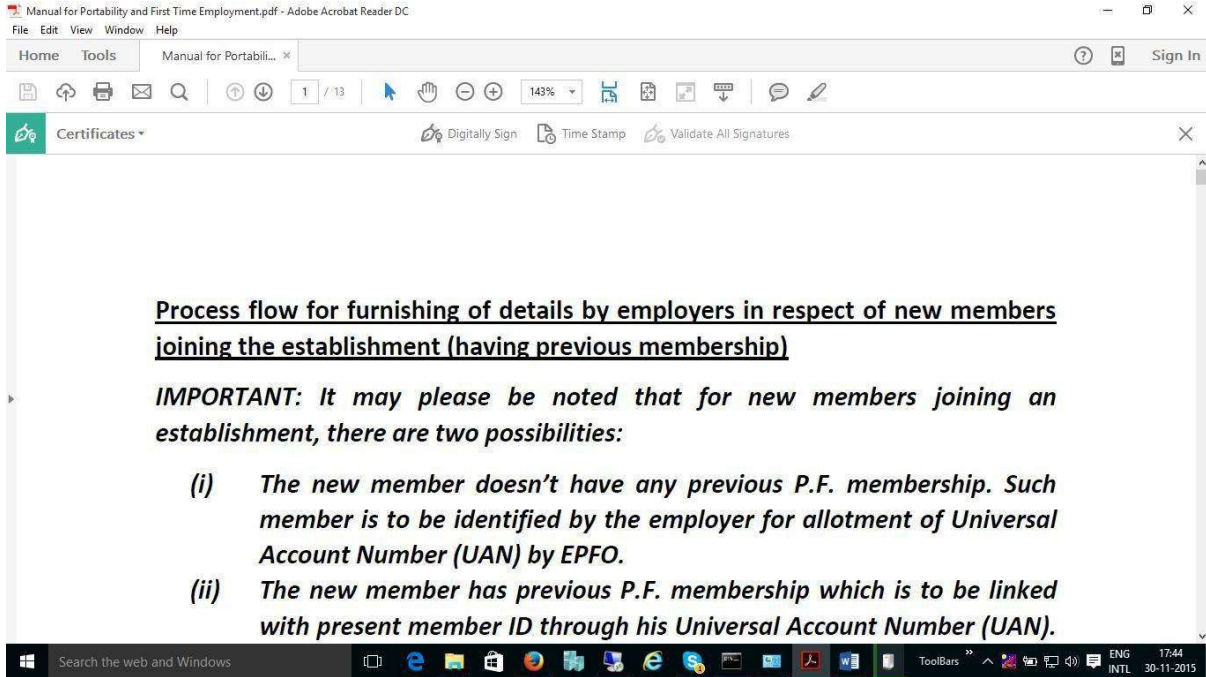 Manual for Portability and First Time Employment.pdf - Adobe Acrobat Reader DC
File Edit View Window Help
Home Tools Manual for Portabili... Sign In
1 / 13 143%
Certificates Digitally Sign Time Stamp Validate All Signatures
Process flow for furnishing of details by employers in respect of new members
joining the establishment (having previous membership)
IMPORTANT: It may please be noted that for new members joining an
establishment, there are two possibilities:
(i) The new member doesn't have any previous P.F. membership. Such
member is to be identified by the employer for allotment of Universal
Account Number (UAN) by EPFO.
(ii) The new member has previous P.F. membership which is to be linked
with present member ID through his Universal Account Number (UAN).
Search the web and Windows ToolBars ENG 17:44
INTL 30-11-2015